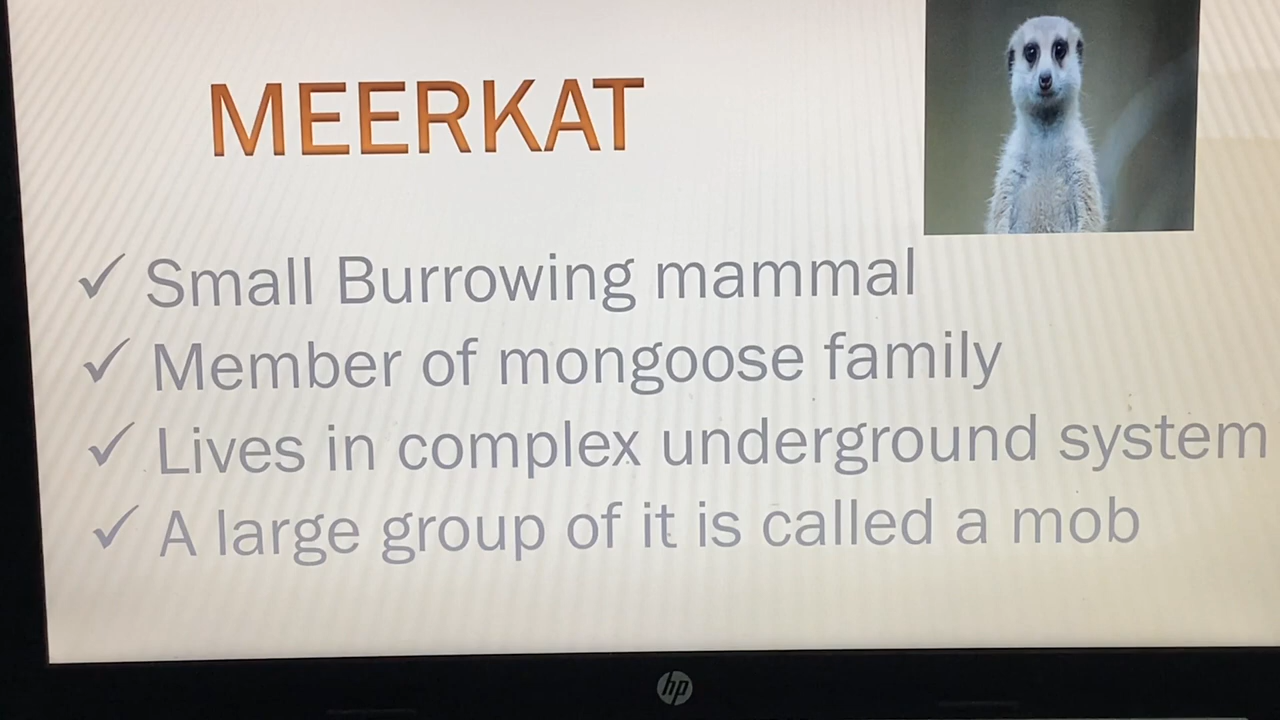 MEERKAT
✓ Small Burrowing mammal
✓ Member of mongoose family
✓ Lives in complex underground system
✓ A large group of it is called a mob
hp